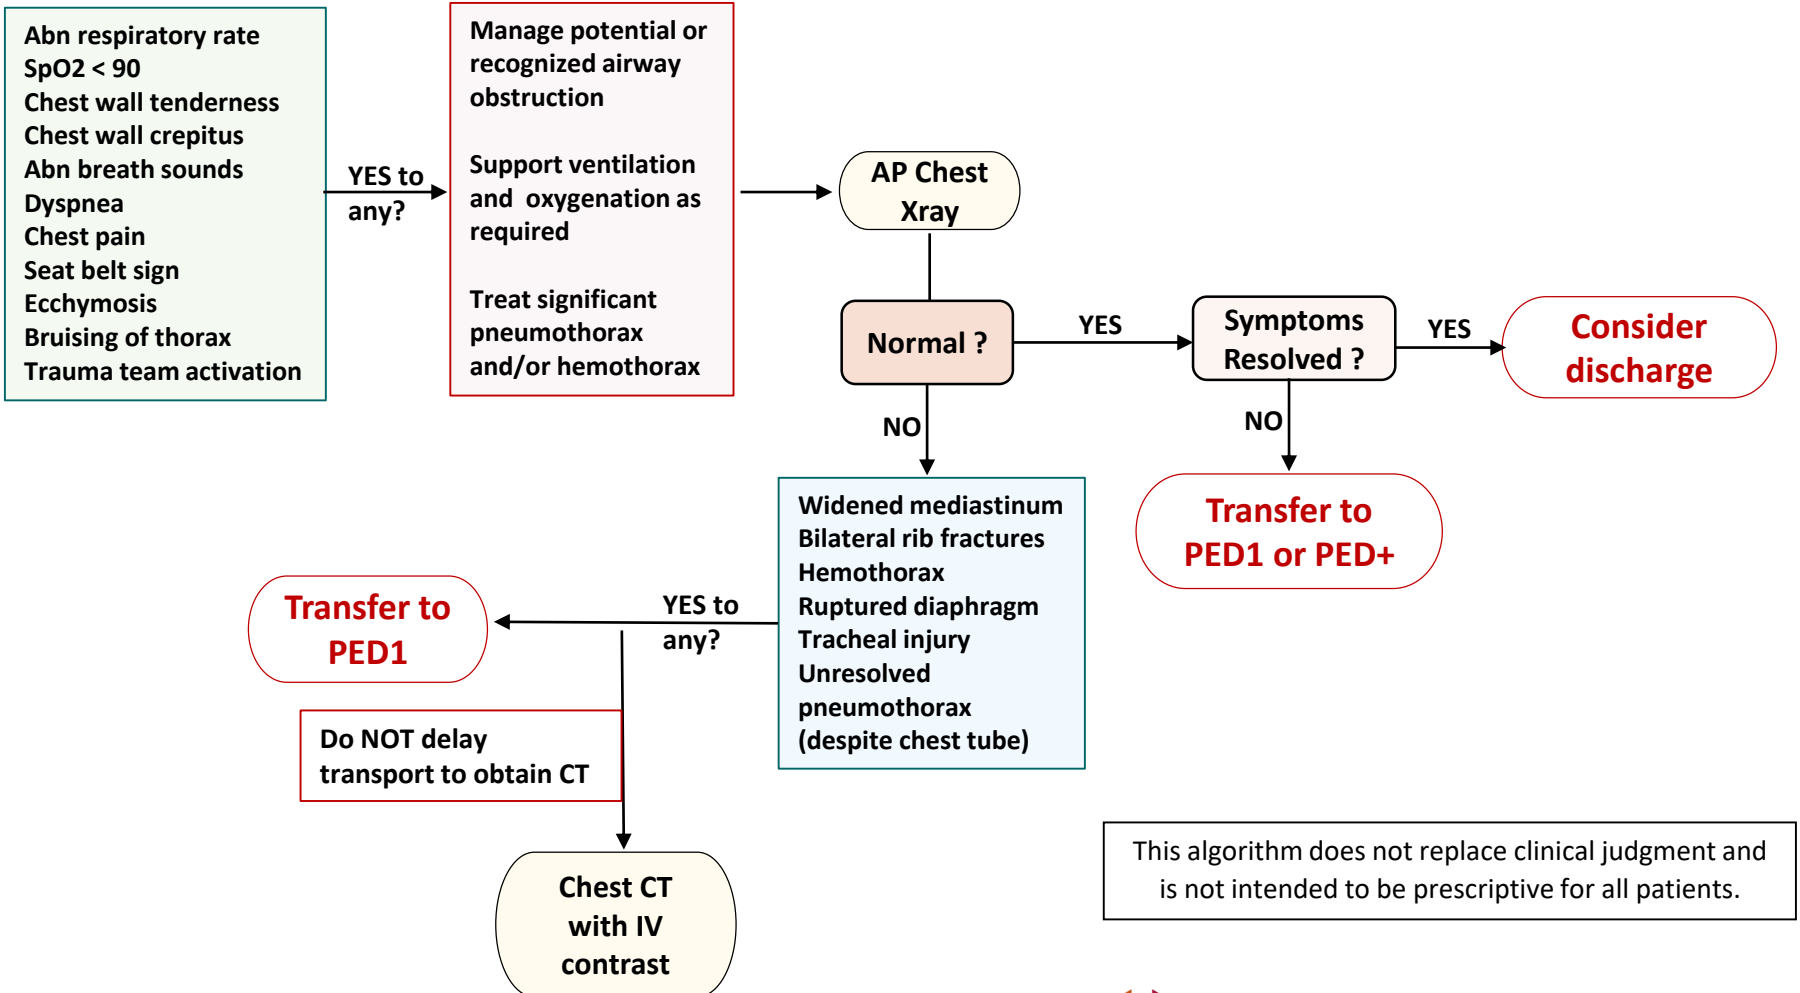 Abn respiratory rate
SpO2 < 90
Chest wall tenderness
Chest wall crepitus
Abn breath sounds
Dyspnea
Chest pain
Seat belt sign
Ecchymosis
Bruising of thorax
Trauma team activation
YES to
any?
Manage potential or
recognized airway
obstruction
Support ventilation
and oxygenation as
required
Treat significant
pneumothorax
and/or hemothorax
AP Chest
Xray
Normal ?
YES
Symptoms
Resolved ?
YES
Consider
discharge
NO
NO
Transfer to
PED1 or PED+
Widened mediastinum
Bilateral rib fractures
Hemothorax
Ruptured diaphragm
Tracheal injury
Unresolved
pneumothorax
(despite chest tube)
YES to
any?
Transfer to
PED1
Do NOT delay
transport to obtain CT
Chest CT
with IV
contrast
This algorithm does not replace clinical judgment and
is not intended to be prescriptive for all patients.